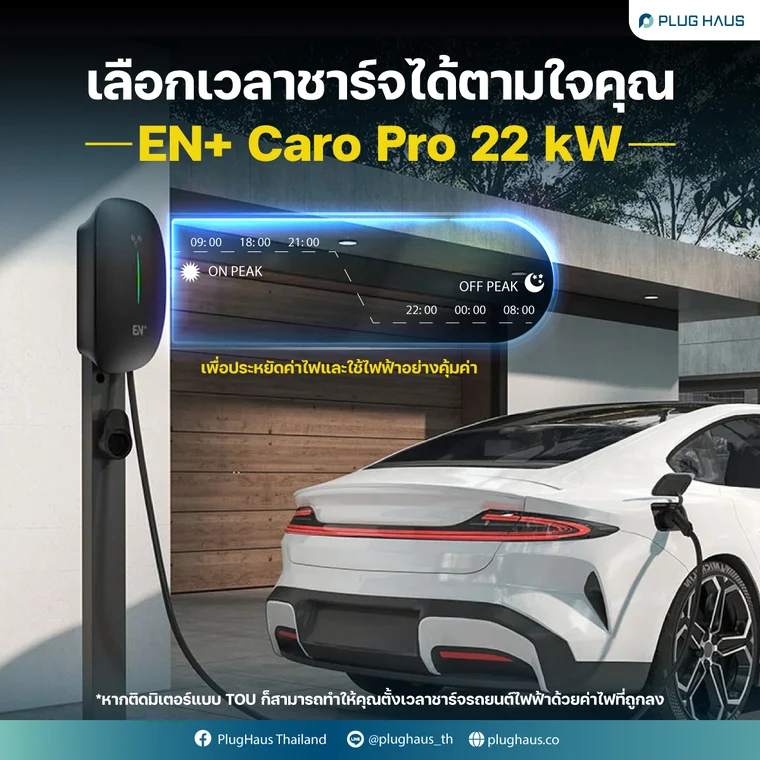 PLUG HAUS
เลือกเวลาชาร์จได้ตามใจคุณ
EN+ Caro Pro 22 kW
09:00 18:00 21:00
ON PEAK
OFF PEAK
22:00 00:00 08:00
EN+
เพื่อประหยัดค่าไฟและใช้ไฟฟ้าอย่างคุ้มค่า
*หากติดมิเตอร์แบบ TOU ก็สามารถทำให้คุณตั้งเวลาชาร์จรถยนต์ไฟฟ้าด้วยค่าไฟที่ถูกลง
PlugHaus Thailand LINE @plughaus_th plughaus.co